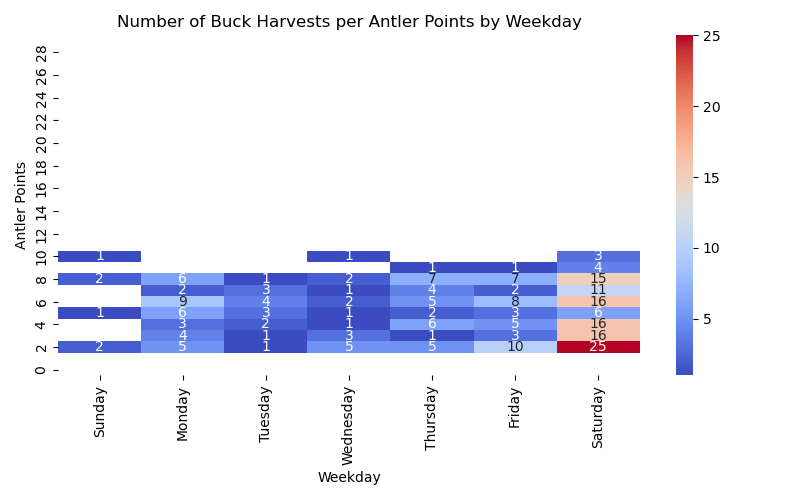 Number of Buck Harvests per Antler Points by Weekday
Antler Points
28
26
24
22
20
18
16
14
12
10 1 1 3
1 1 4
8 2 6 1 2 7 7 15
2 3 1 4 2 11
6 9 4 2 5 8 16
1 6 3 1 2 3 6
4 3 2 1 6 5 16
4 1 3 1 3 16
2 2 5 1 5 5 10 25
0
Sunday Monday Tuesday Wednesday Thursday Friday Saturday
Weekday
25
20
15
10
5